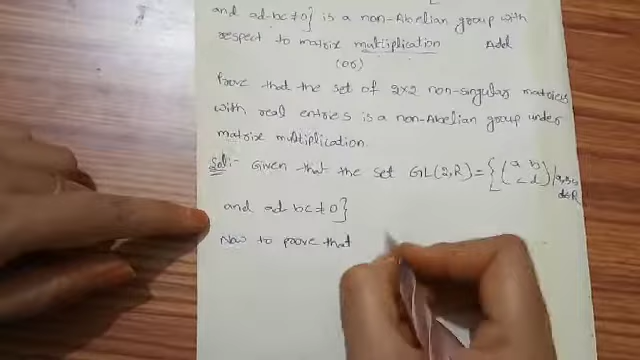 and ad-bc≠0} is a non-Abelian group with
respect to matrix multiplication Add
(or)
Prove that the set of 2x2 non-singular matrices
with real entries is a non-Abelian group under
matrix multiplication.
Sol:- Given that the set GL(2,R) = { ( a b
c d ) / a,b,c,
d∈R
and ad-bc≠0}
Now to prove that